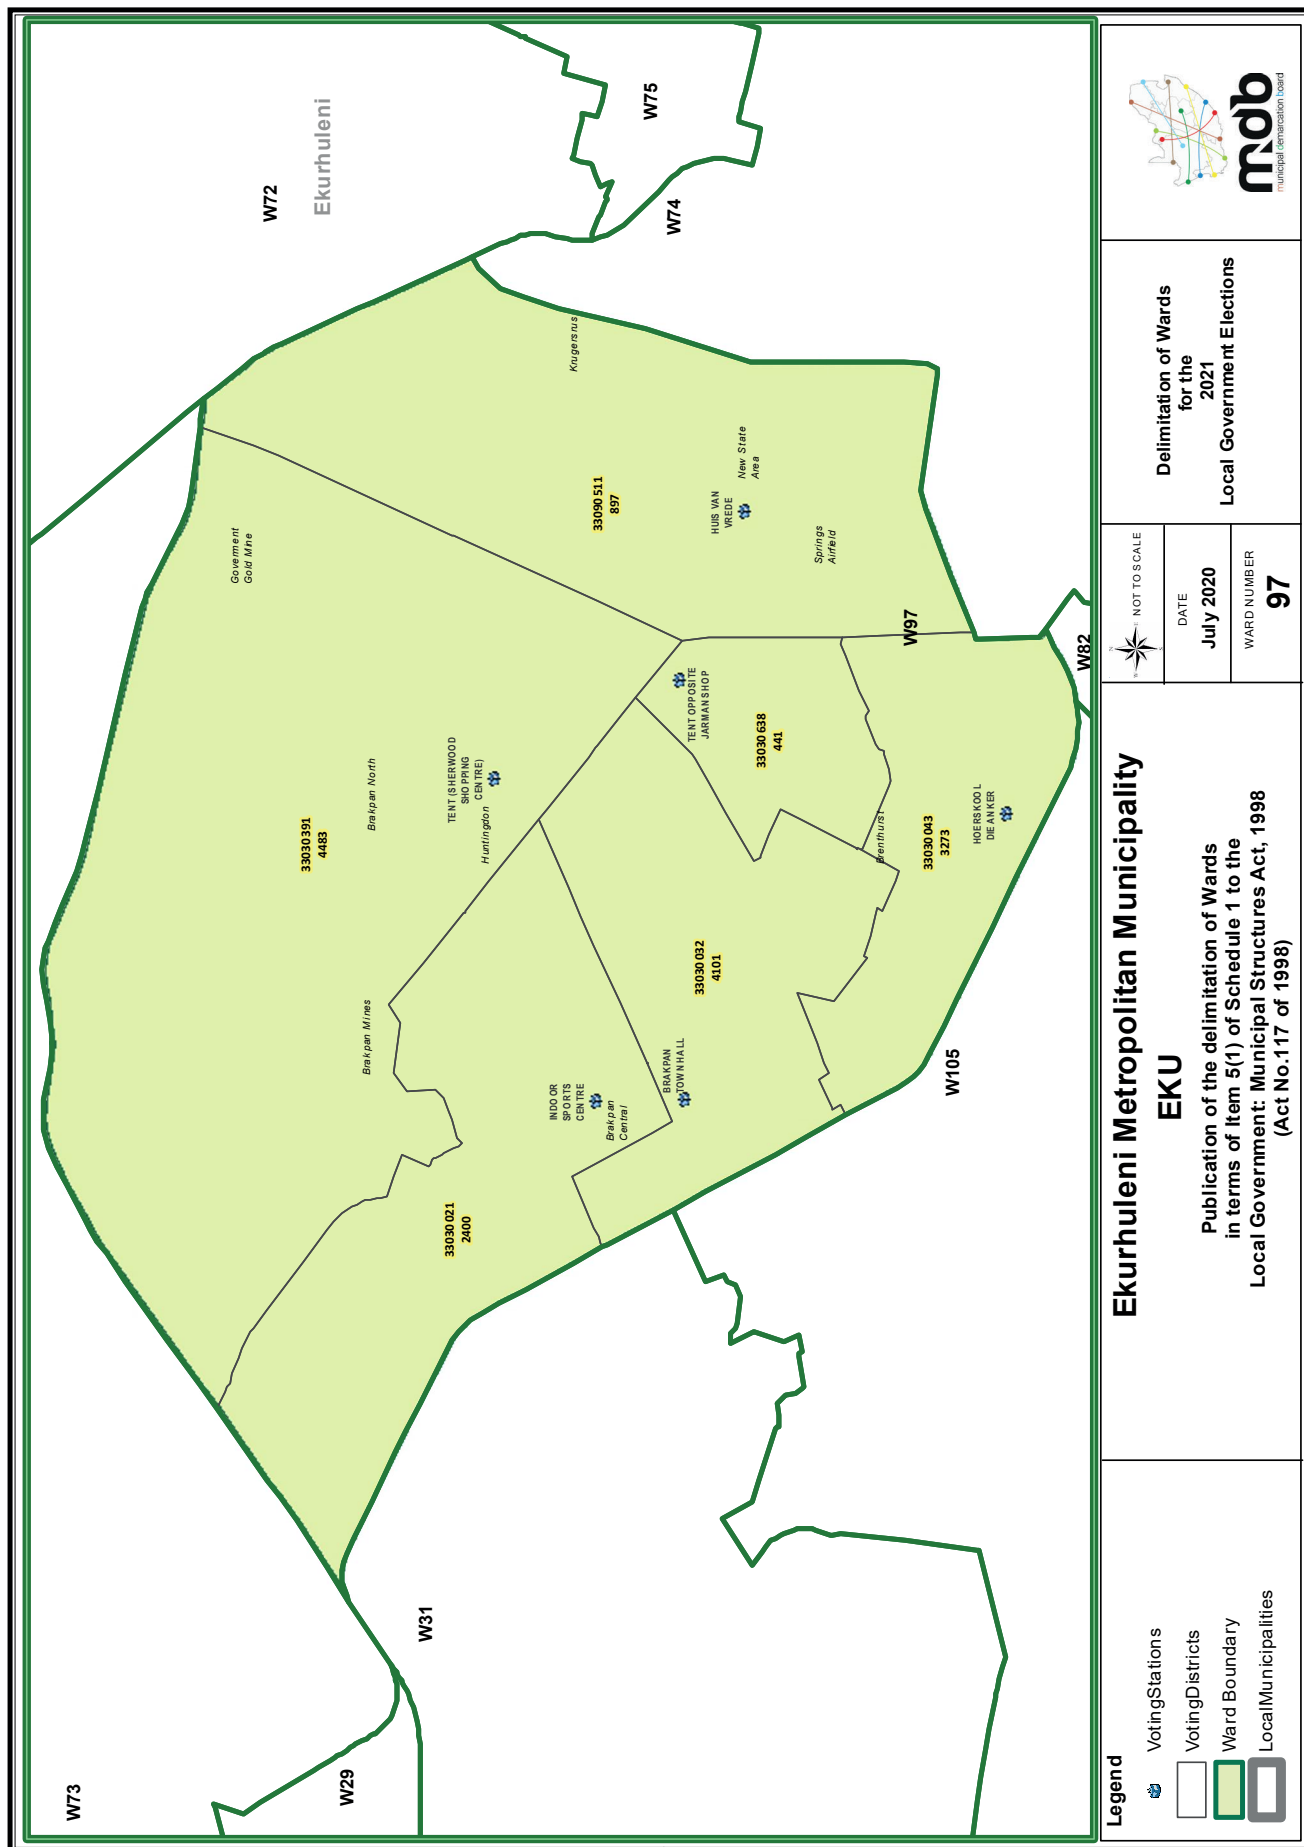 W73
W72
Ekurhuleni
W75
W74
W29
W31
W105
W97
W82
Goverment
Gold Mine
33030391
4483
Brakpan North
TENT (SHERWOOD
SHOPPING
CENTRE)
Huntingdon
Brakpan Mines
33030021
2400
INDOOR
SPORTS
CENTRE
Brakpan
Central
BRAKPAN
TOWNHALL
33030032
4101
Krugersrus
33090511
897
HUIS VAN
VREDE
New State
Area
Springs
Airfield
TENT OPPOSITE
JARMANSHOP
33030638
441
Brenthurst
33030043
3273
HOERSKOOL
DIE ANKER
Legend
VotingStations
VotingDistricts
Ward Boundary
LocalMunicipalities
Ekurhuleni Metropolitan Municipality
EKU
Publication of the delimitation of Wards
in terms of Item 5(1) of Schedule 1 to the
Local Government: Municipal Structures Act, 1998
(Act No.117 of 1998)
N
W
E
S
NOT TO SCALE
DATE
July 2020
WARD NUMBER
97
Delimitation of Wards
for the
2021
Local Government Elections
mdb
municipal demarcation board